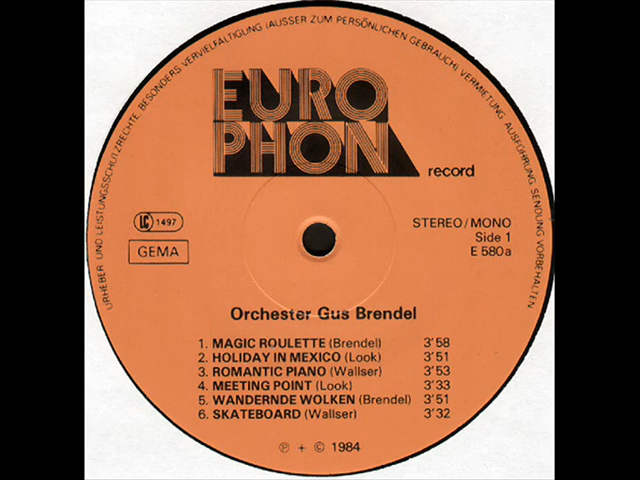 URHEBER UND LEISTUNGSSCHUTZRECHTE, BESONDERS VERVIELFÄLTIGUNG (AUSSER ZUM PERSÖNLICHEN GEBRAUCH) VERMIETUNG AUSFÜHRUNG SENDUNG VORBEHALTEN
EURO
PHON
record
LC 1497
GEMA
STEREO/MONO
Side 1
E 580a
Orchester Gus Brendel
1. MAGIC ROULETTE (Brendel) 3'58
2. HOLIDAY IN MEXICO (Look) 3'51
3. ROMANTIC PIANO (Wallser) 3'53
4. MEETING POINT (Look) 3'33
5. WANDERNDE WOLKEN (Brendel) 3'51
6. SKATEBOARD (Wallser) 3'32
℗ + © 1984